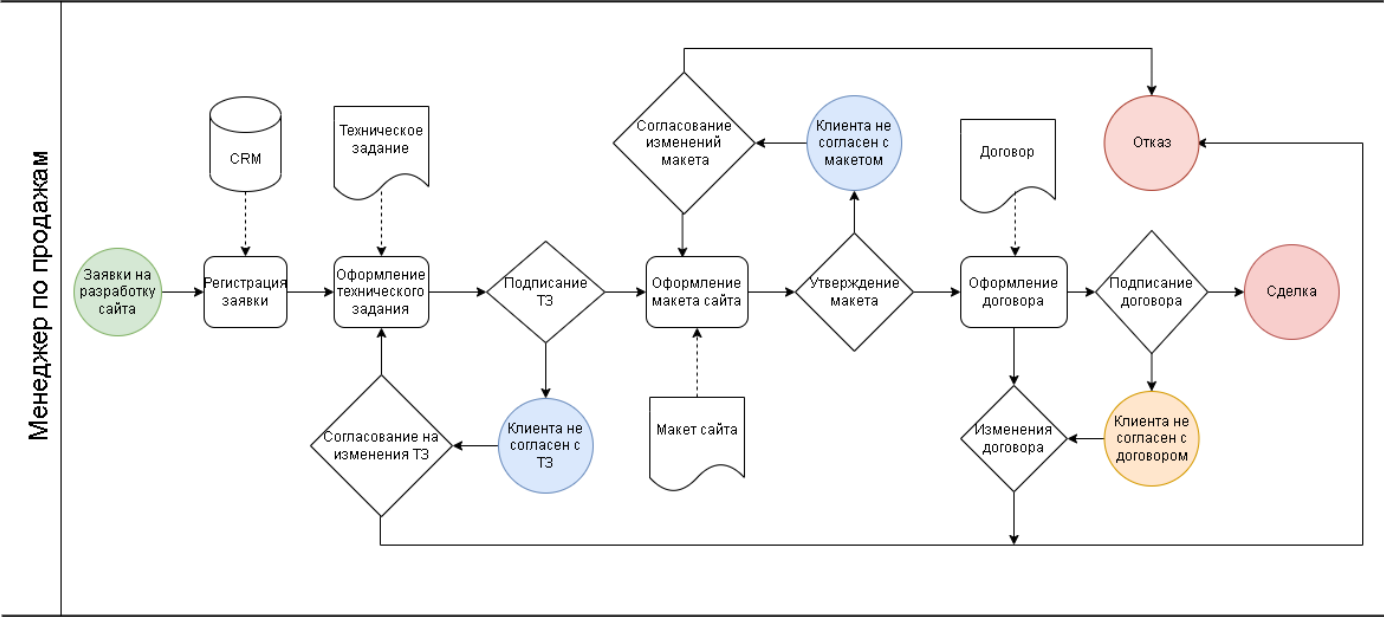 Менеджер по продажам
Заявки на
разработку
сайта
CRM
Регистрация
заявки
Техническое
задание
Оформление
технического
задания
Подписание
ТЗ
Клиента не
согласен с
ТЗ
Согласование на
изменения ТЗ
Согласование
изменений
макета
Клиента не
согласен с
макетом
Оформление
макета сайта
Макет сайта
Утверждение
макета
Договор
Оформление
договора
Подписание
договора
Изменения
договора
Клиента не
согласен с
договором
Отказ
Сделка